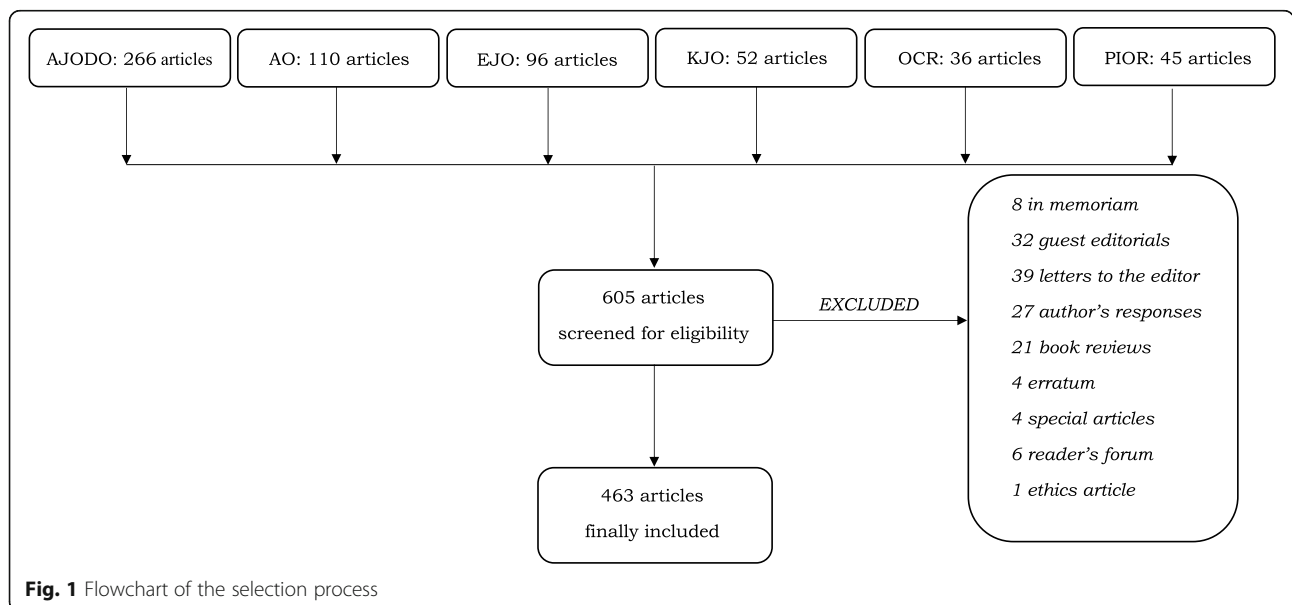 AJODO: 266 articles
AO: 110 articles
EJO: 96 articles
KJO: 52 articles
OCR: 36 articles
PIOR: 45 articles
605 articles
screened for eligibility
EXCLUDED
8 in memoriam
32 guest editorials
39 letters to the editor
27 author's responses
21 book reviews
4 erratum
4 special articles
6 reader's forum
1 ethics article
463 articles
finally included
Fig. 1 Flowchart of the selection process